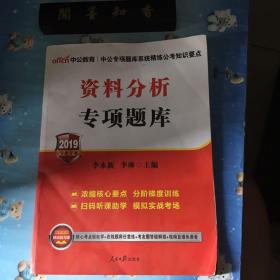 闻墨知香
offcn中公教育 | 中公专项题库系统精练公考知识要点
资料分析
专项题库
2019
李永新 李琳 / 主编
浓缩核心要点 分阶梯度训练
扫码听课助学 模拟实战考场
人民日报出版社